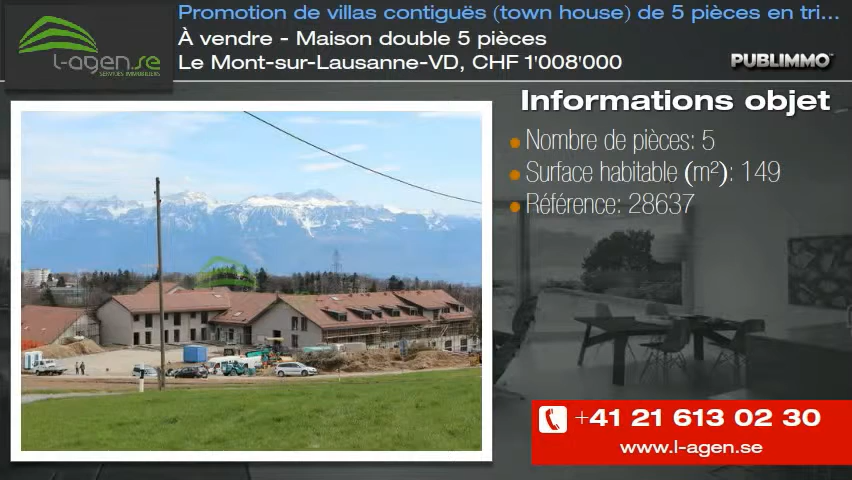 Promotion de villas contiguës (town house) de 5 pièces en tri...
l-agen.se
SERVICES IMMOBILIERS
À vendre - Maison double 5 pièces
Le Mont-sur-Lausanne-VD, CHF 1'008'000
PUBLIMMO
Informations objet
Nombre de pièces: 5
Surface habitable (m²): 149
Référence: 28637
+41 21 613 02 30
www.l-agen.se